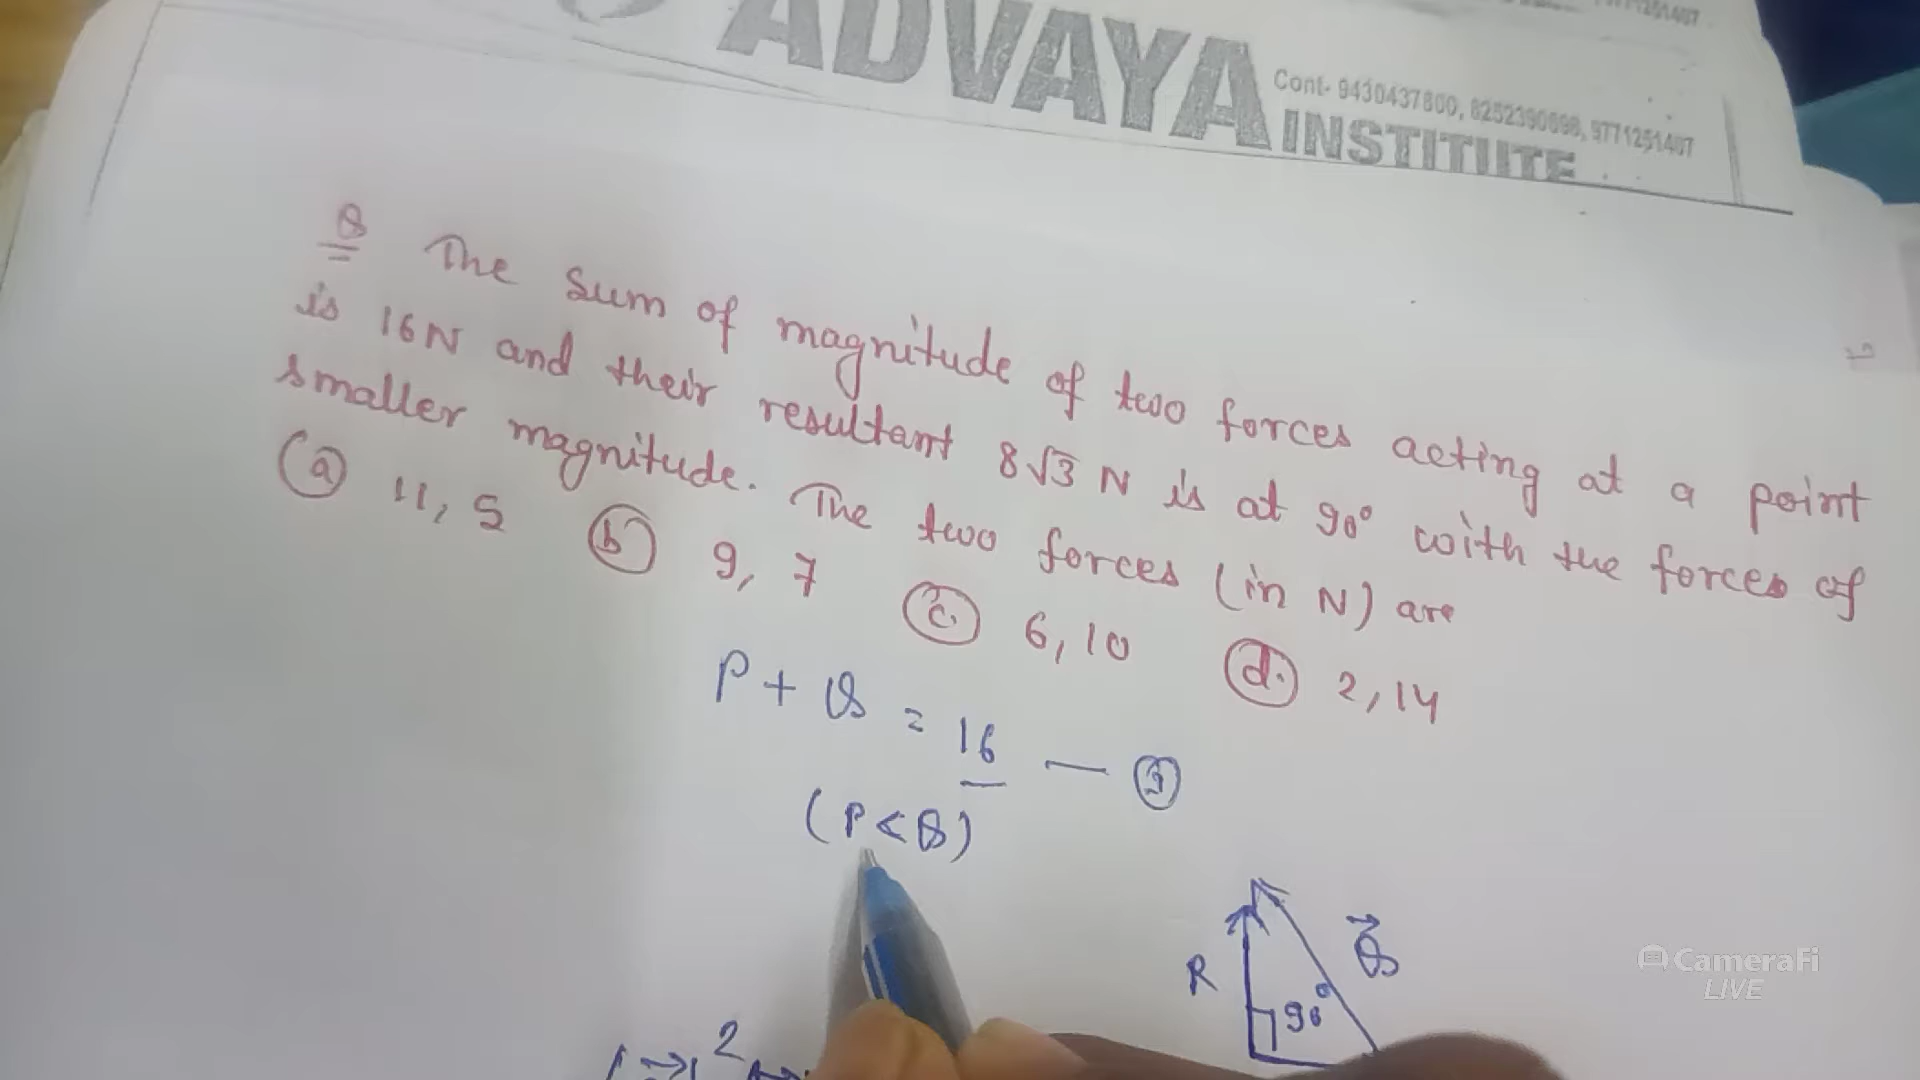 ADVAYA
Cont- 9430437800, 8252390698, 9771251407
INSTITUTE
Q The sum of magnitude of two forces acting at a point
is 16N and their resultant 8√3 N is at 90° with the forces of
smaller magnitude. The two forces (in N) are
(a) 11, 5 (b) 9, 7 (c) 6, 10 (d) 2, 14
P + Q = 16 — (1)
(P < Q)
R
Q
90°
2
CameraFi
LIVE